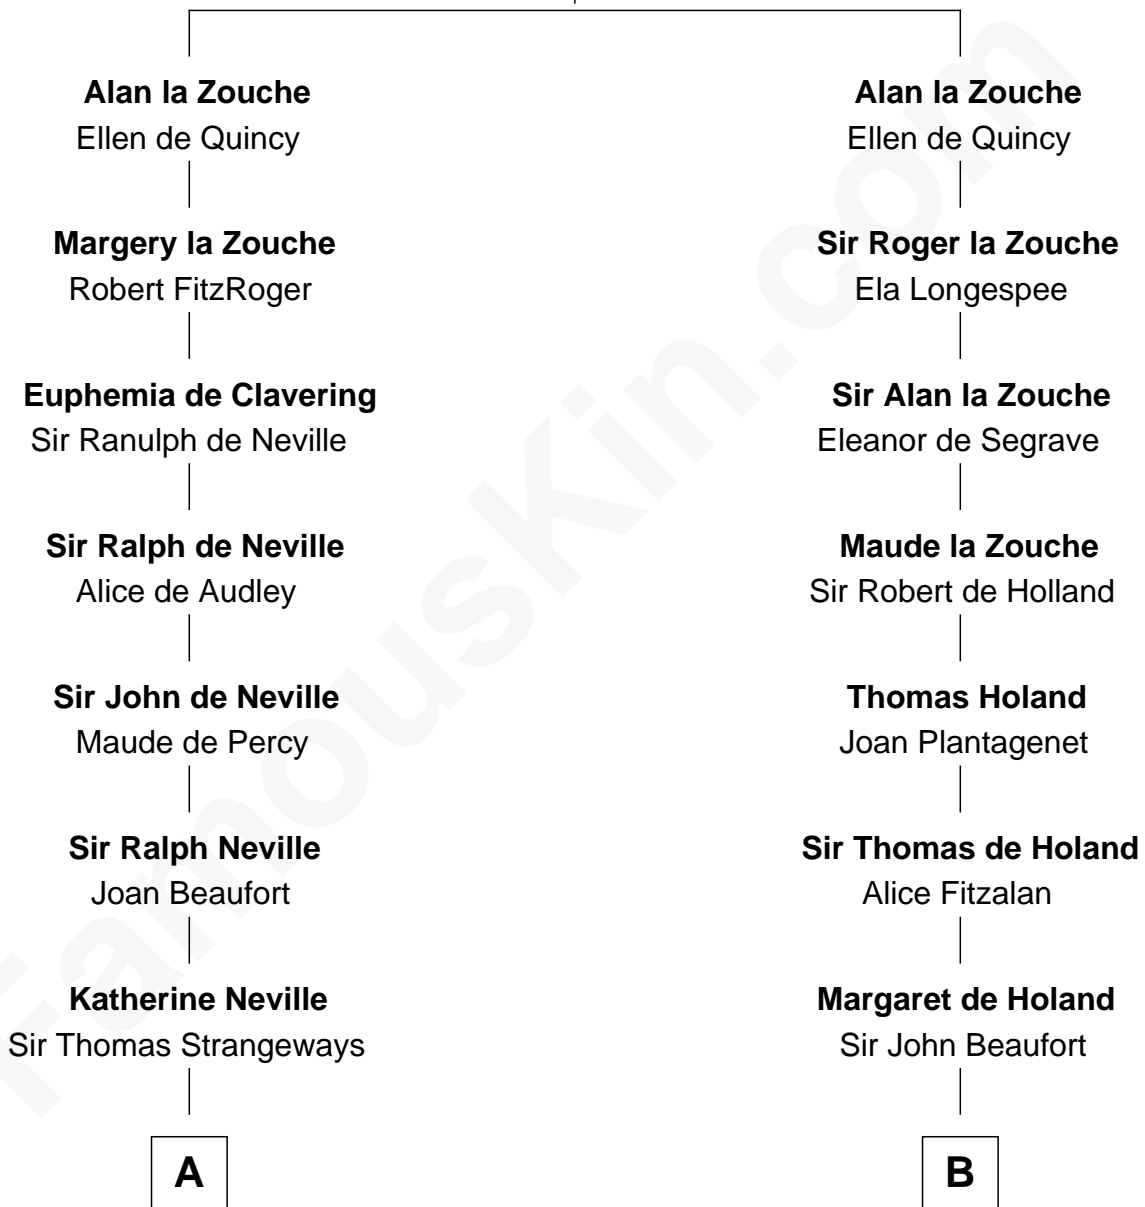 Alan la Zouche
Ellen de Quincy
Margery la Zouche
Robert FitzRoger
Euphemia de Clavering
Sir Ranulph de Neville
Sir Ralph de Neville
Alice de Audley
Sir John de Neville
Maude de Percy
Sir Ralph Neville
Joan Beaufort
Katherine Neville
Sir Thomas Strangeways
A
Alan la Zouche
Ellen de Quincy
Sir Roger la Zouche
Ela Longespee
Sir Alan la Zouche
Eleanor de Segrave
Maude la Zouche
Sir Robert de Holland
Thomas Holand
Joan Plantagenet
Sir Thomas de Holand
Alice Fitzalan
Margaret de Holand
Sir John Beaufort
B
FamousKin.com